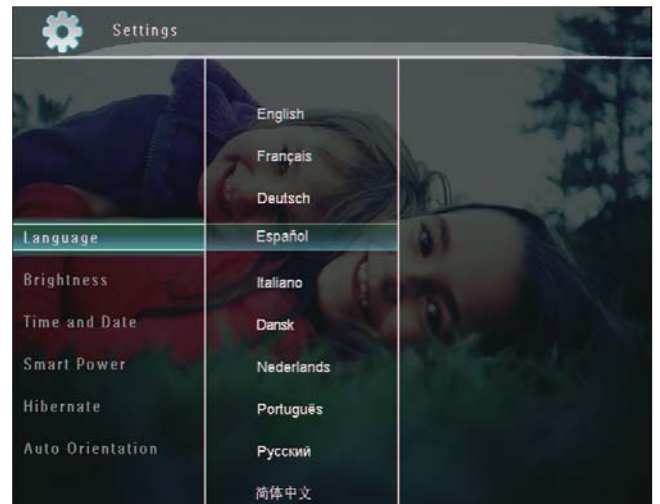 Settings
Language
Brightness
Time and Date
Smart Power
Hibernate
Auto Orientation
English
Français
Deutsch
Español
Italiano
Dansk
Nederlands
Português
Русский
简体中文